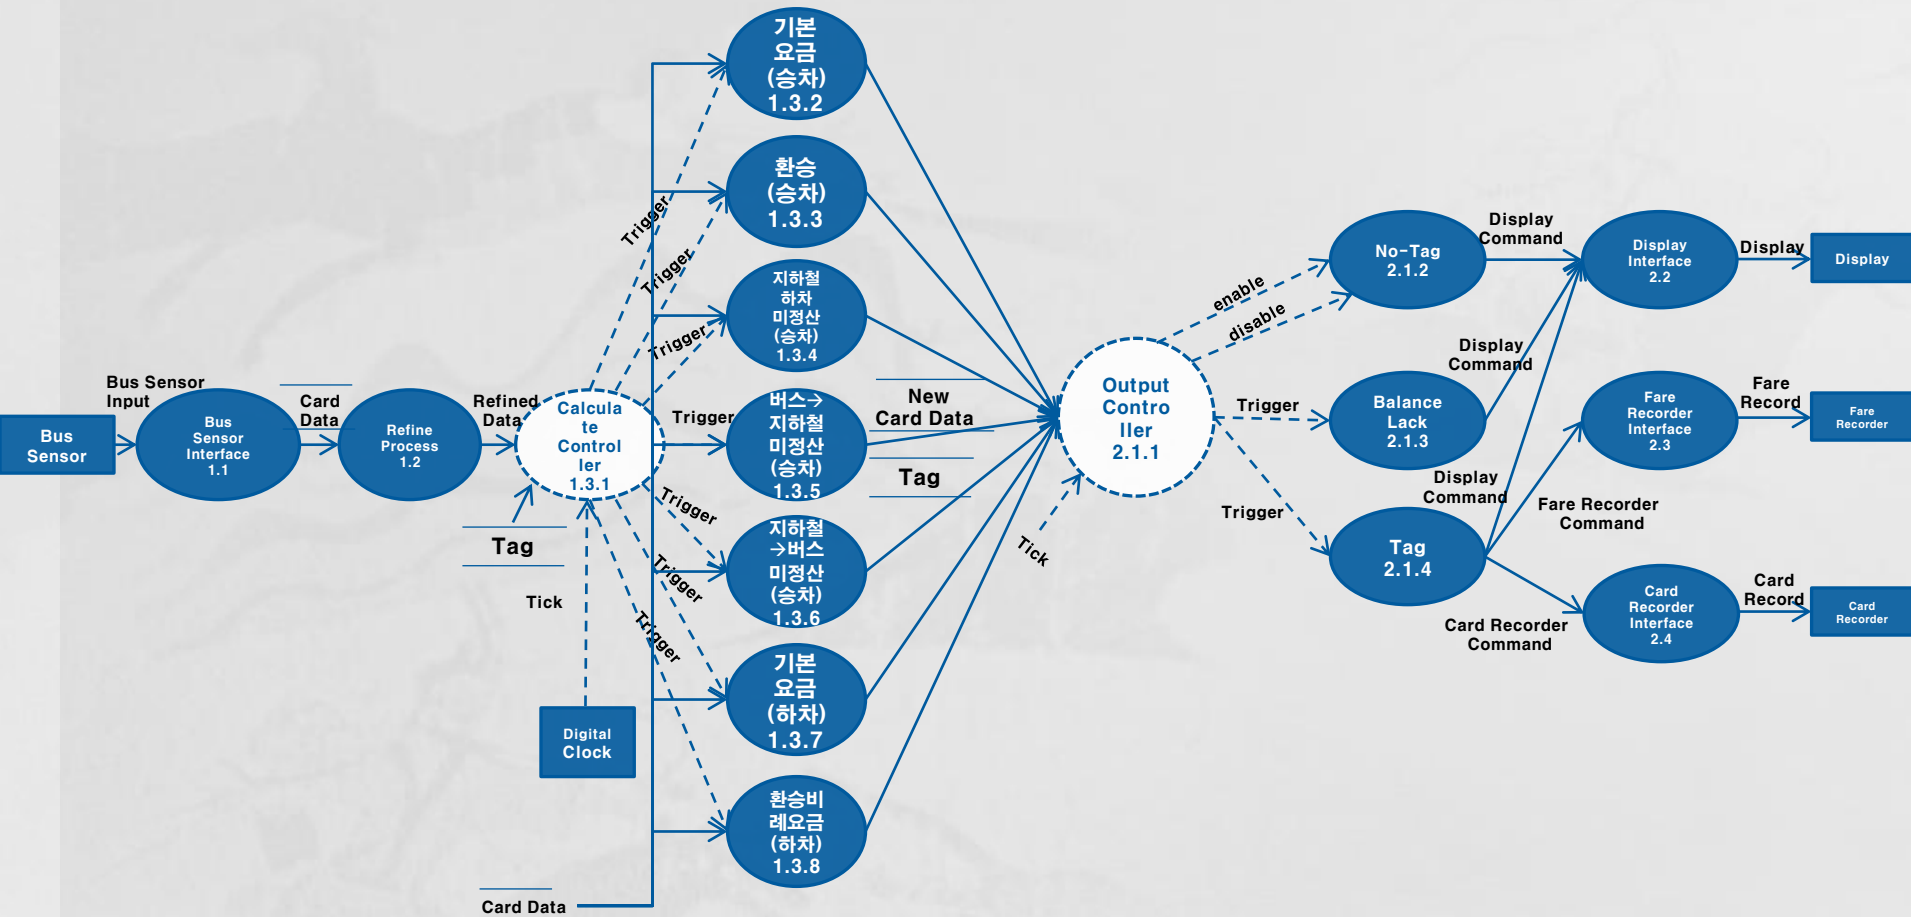 Bus
Sensor
Bus Sensor
Input
Bus
Sensor
Interface
1.1
Card
Data
Refine
Process
1.2
Refined
Data
Calcula
te
Control
ler
1.3.1
Tag
Tick
Digital
Clock
Card Data
Trigger
Trigger
Trigger
Trigger
Trigger
Trigger
Trigger
기본
요금
(승차)
1.3.2
환승
(승차)
1.3.3
지하철
하차
미정산
(승차)
1.3.4
버스→
지하철
미정산
(승차)
1.3.5
지하철
→버스
미정산
(승차)
1.3.6
기본
요금
(하차)
1.3.7
환승비
례요금
(하차)
1.3.8
New
Card Data
Tag
Output
Contro
ller
2.1.1
Tick
enable
disable
Trigger
Trigger
No-Tag
2.1.2
Balance
Lack
2.1.3
Tag
2.1.4
Display
Command
Display
Command
Display
Command
Fare Recorder
Command
Card Recorder
Command
Display
Interface
2.2
Fare
Recorder
Interface
2.3
Card
Recorder
Interface
2.4
Display
Fare
Record
Card
Record
Display
Fare
Recorder
Card
Recorder